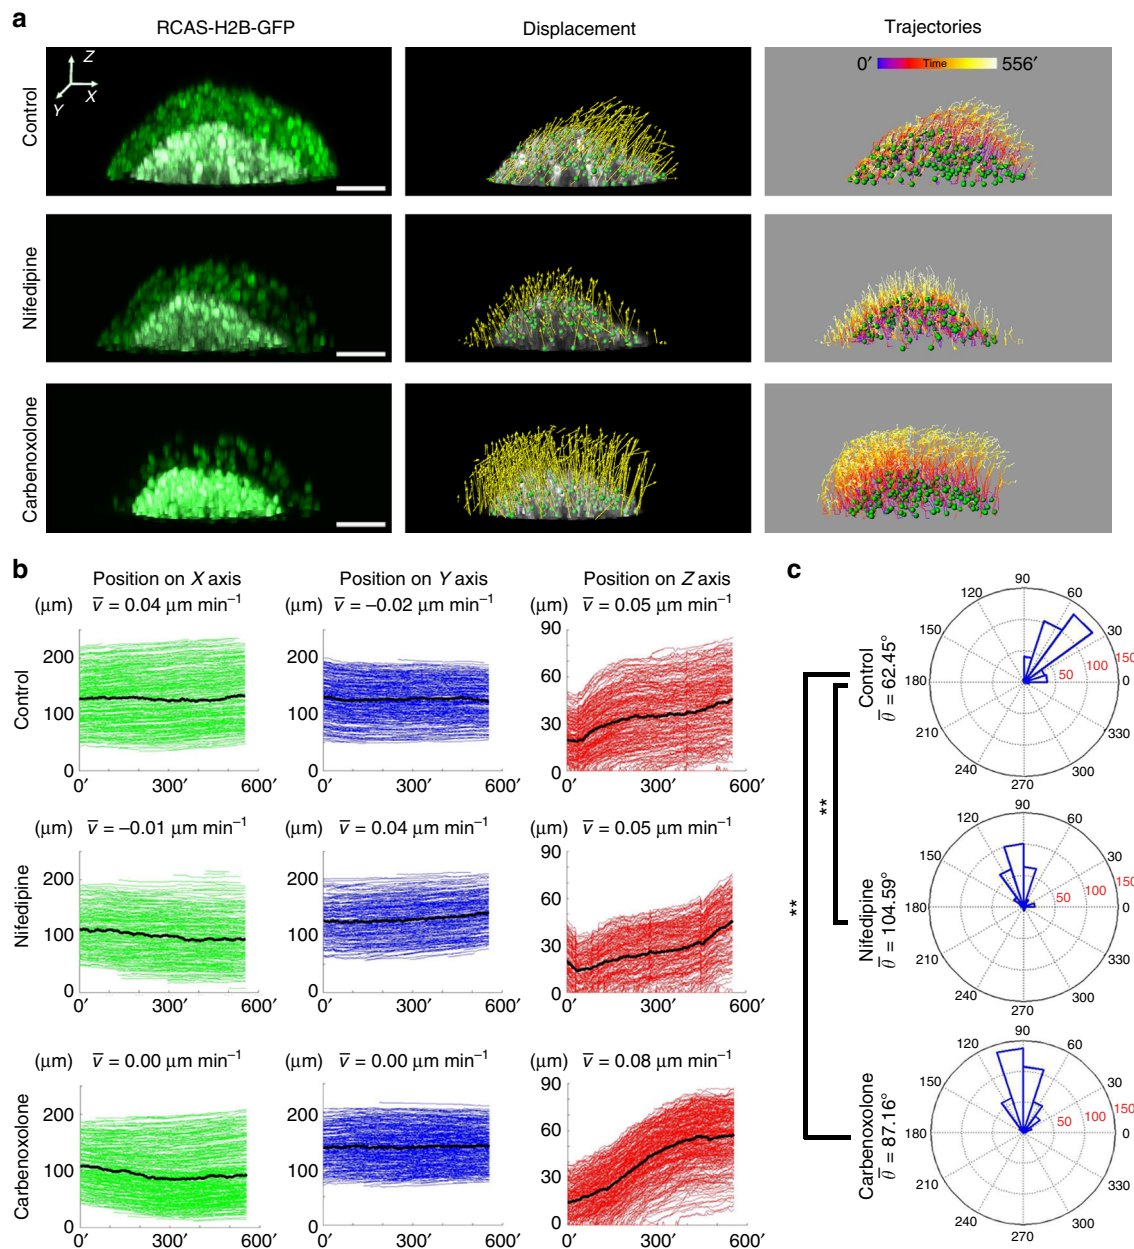 a
RCAS-H2B-GFP
Displacement
Trajectories
Control
Z
X
Y
0′ Time 556′
Nifedipine
Carbenoxolone
b
Position on X axis
Position on Y axis
Position on Z axis
(μm) v̅ = 0.04 μm min⁻¹
v̅ = –0.02 μm min⁻¹
(μm) v̅ = 0.05 μm min⁻¹
Control
200
100
0
0′ 300′ 600′
200
100
0
0′ 300′ 600′
90
60
30
0
0′ 300′ 600′
(μm) v̅ = –0.01 μm min⁻¹
(μm) v̅ = 0.04 μm min⁻¹
(μm) v̅ = 0.05 μm min⁻¹
Nifedipine
200
100
0
0′ 300′ 600′
200
100
0
0′ 300′ 600′
90
60
30
0
0′ 300′ 600′
(μm) v̅ = 0.00 μm min⁻¹
(μm) v̅ = 0.00 μm min⁻¹
(μm) v̅ = 0.08 μm min⁻¹
Carbenoxolone
200
100
0
0′ 300′ 600′
200
100
0
0′ 300′ 600′
90
60
30
0
0′ 300′ 600′
c
**
**
Control
θ̅ = 62.45°
90
120 60
150 30
180 50 100 150 0
210 330
240 300
270
Nifedipine
θ̅ = 104.59°
90
120 60
150 30
180 50 100 150 0
210 330
240 300
270
Carbenoxolone
θ̅ = 87.16°
90
120 60
150 30
180 50 100 150 0
210 330
240 300
270